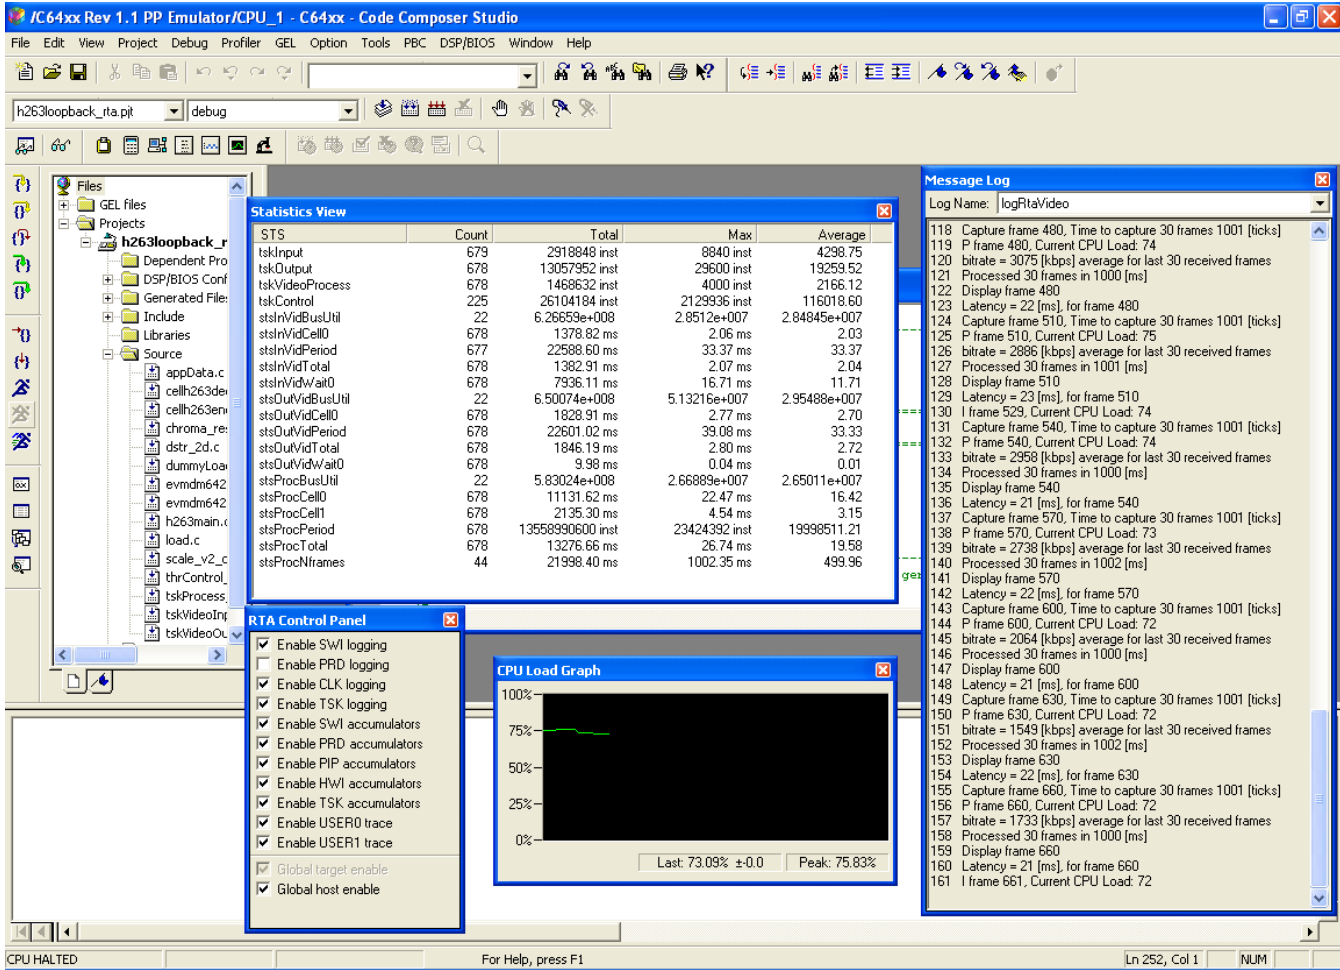 /C64xx Rev 1.1 PP Emulator/CPU_1 - C64xx - Code Composer Studio
File Edit View Project Debug Profiler GEL Option Tools PBC DSP/BIOS Window Help
h263loopback_rta.pjt debug
Files
GEL files
Projects
h263loopback_r
Dependent Pro
DSP/BIOS Conf
Generated File:
Include
Libraries
Source
appData.c
cellh263de
cellh263en
chroma_re:
dstr_2d.c
dummyLoa
evmdm642
evmdm642
h263main.c
load.c
scale_v2_c
thrControl_
tskProcess_
tskVideoInp
tskVideoOu
Statistics View
STS Count Total Max Average
tskInput 679 2918848 inst 8840 inst 4298.75
tskOutput 678 13057952 inst 29600 inst 19259.52
tskVideoProcess 678 1468632 inst 4000 inst 2166.12
tskControl 225 26104184 inst 2129936 inst 116018.60
stsInVidBusUtil 22 6.26659e+008 2.8512e+007 2.84845e+007
stsInVidCell0 678 1378.82 ms 2.06 ms 2.03
stsInVidPeriod 677 22588.60 ms 33.37 ms 33.37
stsInVidTotal 678 1382.91 ms 2.07 ms 2.04
stsInVidWait0 678 7936.11 ms 16.71 ms 11.71
stsOutVidBusUtil 22 6.50074e+008 5.13216e+007 2.95488e+007
stsOutVidCell0 678 1828.91 ms 2.77 ms 2.70
stsOutVidPeriod 678 22601.02 ms 39.08 ms 33.33
stsOutVidTotal 678 1846.19 ms 2.80 ms 2.72
stsOutVidWait0 678 9.98 ms 0.04 ms 0.01
stsProcBusUtil 22 5.83024e+008 2.66889e+007 2.65011e+007
stsProcCell0 678 11131.62 ms 22.47 ms 16.42
stsProcCell1 678 2135.30 ms 4.54 ms 3.15
stsProcPeriod 678 13558990600 inst 23424392 inst 19998511.21
stsProcTotal 678 13276.66 ms 26.74 ms 19.58
stsProcNframes 44 21998.40 ms 1002.35 ms 499.96
ger
RTA Control Panel
Enable SWI logging
Enable PRD logging
Enable CLK logging
Enable TSK logging
Enable SWI accumulators
Enable PRD accumulators
Enable PIP accumulators
Enable HWI accumulators
Enable TSK accumulators
Enable USER0 trace
Enable USER1 trace
Global target enable
Global host enable
CPU Load Graph
100%
75%
50%
25%
0%
Last: 73.09% ±-0.0 Peak: 75.83%
Message Log
Log Name: logRtaVideo
118 Capture frame 480, Time to capture 30 frames 1001 [ticks]
119 P frame 480, Current CPU Load: 74
120 bitrate = 3075 [kbps] average for last 30 received frames
121 Processed 30 frames in 1000 [ms]
122 Display frame 480
123 Latency = 22 [ms], for frame 480
124 Capture frame 510, Time to capture 30 frames 1001 [ticks]
125 P frame 510, Current CPU Load: 75
126 bitrate = 2886 [kbps] average for last 30 received frames
127 Processed 30 frames in 1001 [ms]
128 Display frame 510
129 Latency = 23 [ms], for frame 510
130 I frame 529, Current CPU Load: 74
131 Capture frame 540, Time to capture 30 frames 1001 [ticks]
132 P frame 540, Current CPU Load: 74
133 bitrate = 2958 [kbps] average for last 30 received frames
134 Processed 30 frames in 1000 [ms]
135 Display frame 540
136 Latency = 21 [ms], for frame 540
137 Capture frame 570, Time to capture 30 frames 1001 [ticks]
138 P frame 570, Current CPU Load: 73
139 bitrate = 2738 [kbps] average for last 30 received frames
140 Processed 30 frames in 1002 [ms]
141 Display frame 570
142 Latency = 22 [ms], for frame 570
143 Capture frame 600, Time to capture 30 frames 1001 [ticks]
144 P frame 600, Current CPU Load: 72
145 bitrate = 2064 [kbps] average for last 30 received frames
146 Processed 30 frames in 1000 [ms]
147 Display frame 600
148 Latency = 21 [ms], for frame 600
149 Capture frame 630, Time to capture 30 frames 1001 [ticks]
150 P frame 630, Current CPU Load: 72
151 bitrate = 1549 [kbps] average for last 30 received frames
152 Processed 30 frames in 1002 [ms]
153 Display frame 630
154 Latency = 22 [ms], for frame 630
155 Capture frame 660, Time to capture 30 frames 1001 [ticks]
156 P frame 660, Current CPU Load: 72
157 bitrate = 1733 [kbps] average for last 30 received frames
158 Processed 30 frames in 1000 [ms]
159 Display frame 660
160 Latency = 21 [ms], for frame 660
161 I frame 661, Current CPU Load: 72
CPU HALTED For Help, press F1 Ln 252, Col 1 NUM